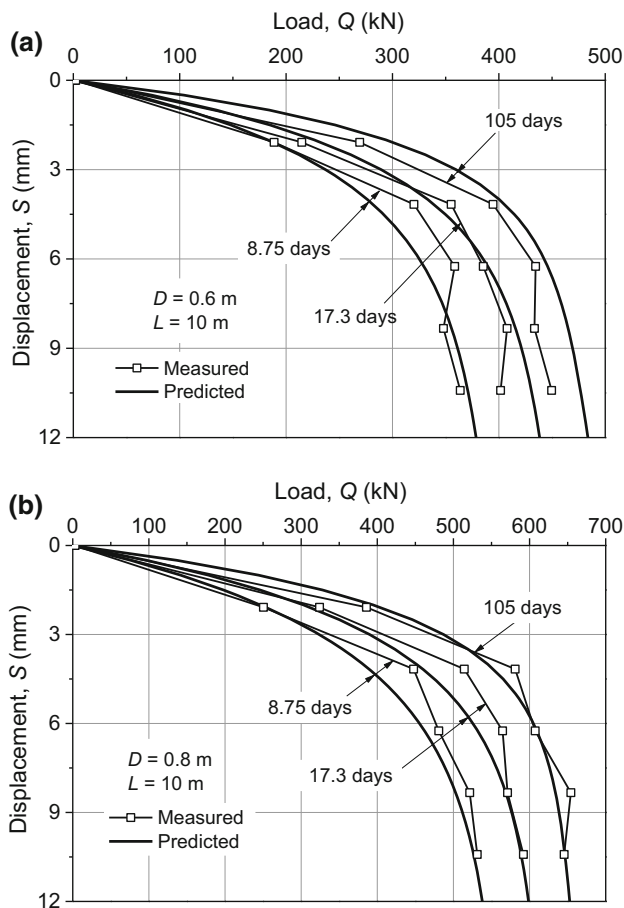 Load, Q (kN)
(a)
0 100 200 300 400 500
0
3
6
9
12
Displacement, S (mm)
105 days
8.75 days
17.3 days
D = 0.6 m
L = 10 m
Measured
Predicted
Load, Q (kN)
(b)
0 100 200 300 400 500 600 700
0
3
6
9
12
Displacement, S (mm)
105 days
8.75 days
17.3 days
D = 0.8 m
L = 10 m
Measured
Predicted